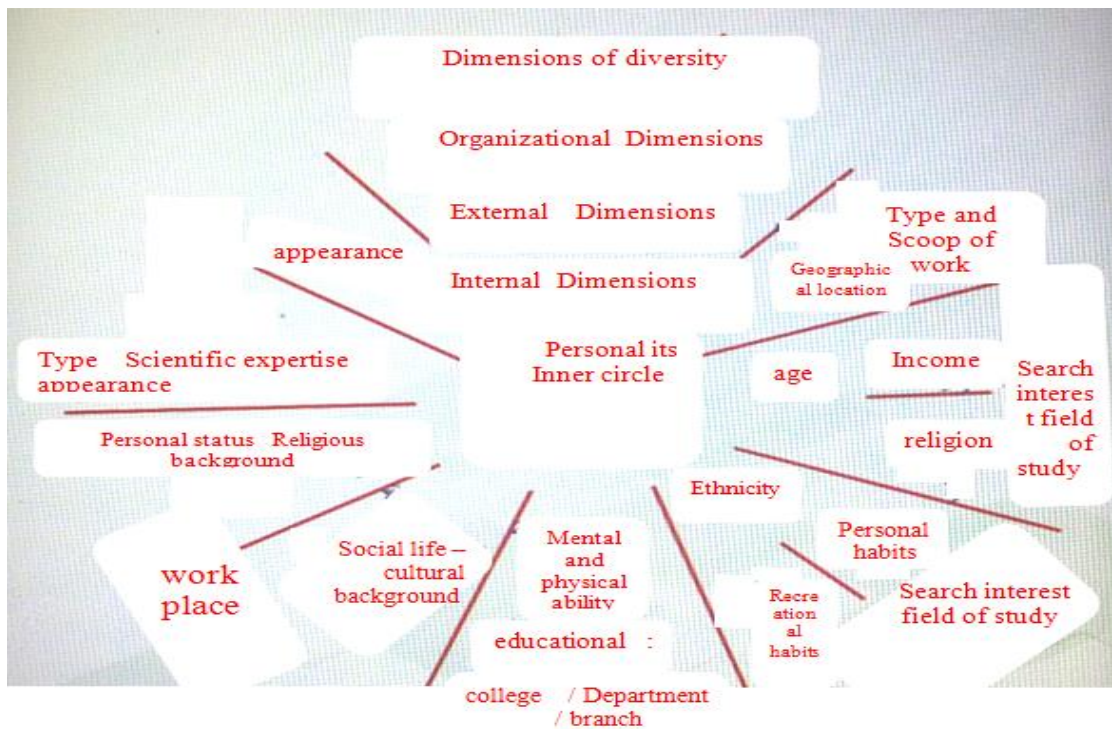 Dimensions of diversity
Organizational Dimensions
External Dimensions
Internal Dimensions
Personal its
Inner circle
appearance
Type Scientific expertise
appearance
Personal status Religious
background
work
place
Social life –
cultural
background
Mental
and
physical
ability
educational :
college / Department
/ branch
Type and
Scoop of
work
Geographic
al location
age
Income
religion
Search
interes
t field
of
study
Ethnicity
Personal
habits
Recre
ation
al
habits
Search interest
field of study